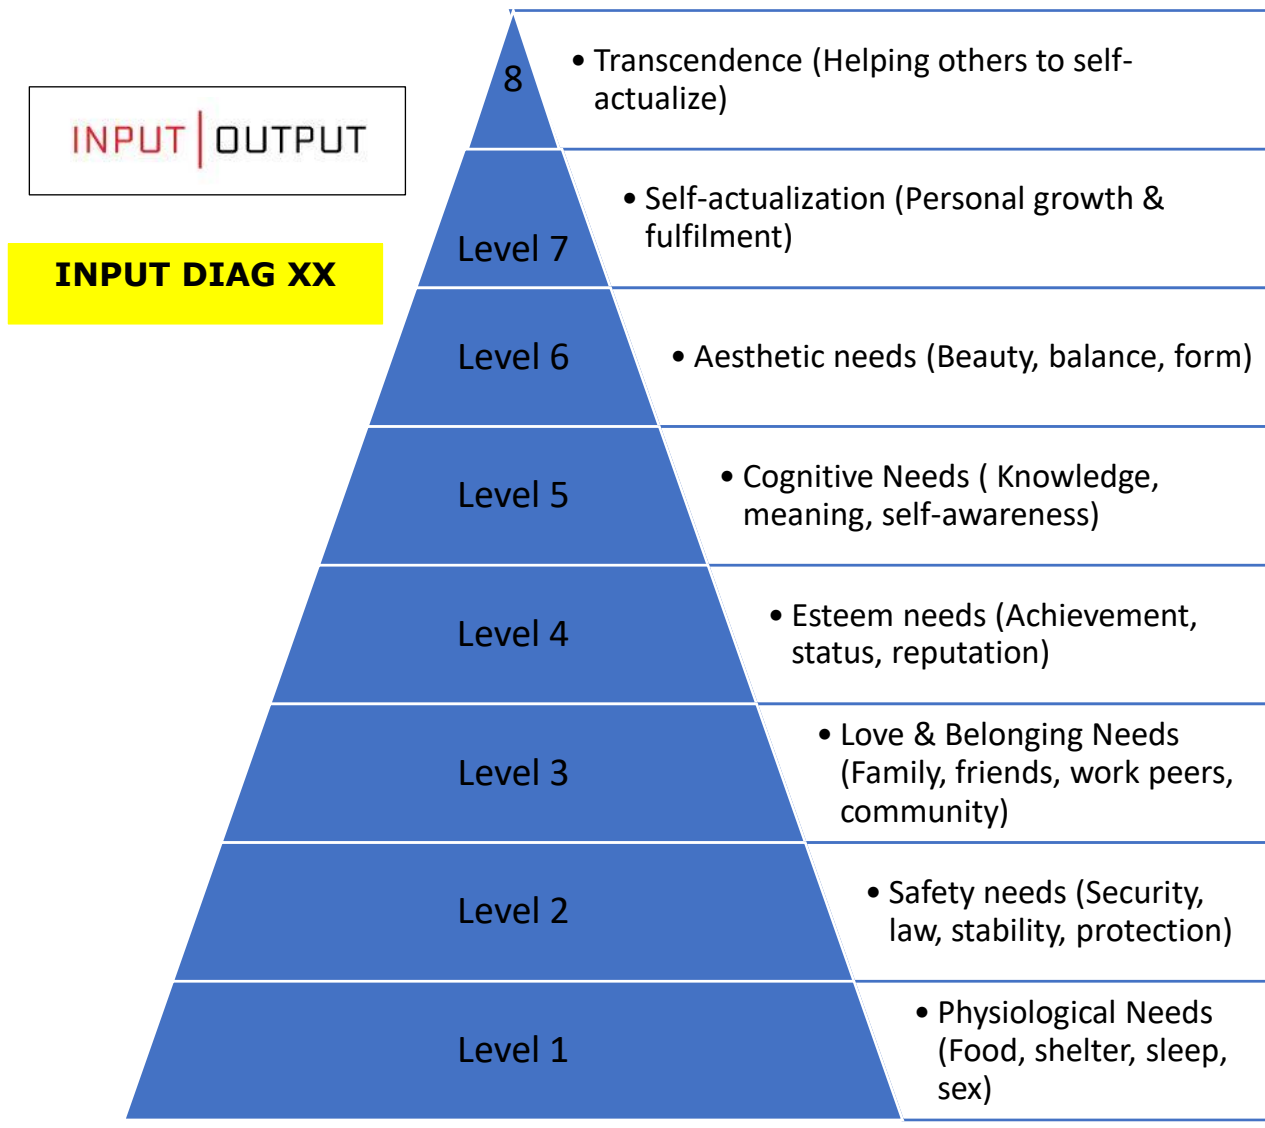 8
• Transcendence (Helping others to self-
actualize)
INPUT | OUTPUT
Level 7
• Self-actualization (Personal growth &
fulfilment)
INPUT DIAG XX
Level 6
• Aesthetic needs (Beauty, balance, form)
Level 5
• Cognitive Needs ( Knowledge,
meaning, self-awareness)
Level 4
• Esteem needs (Achievement,
status, reputation)
Level 3
• Love & Belonging Needs
(Family, friends, work peers,
community)
Level 2
• Safety needs (Security,
law, stability, protection)
Level 1
• Physiological Needs
(Food, shelter, sleep,
sex)